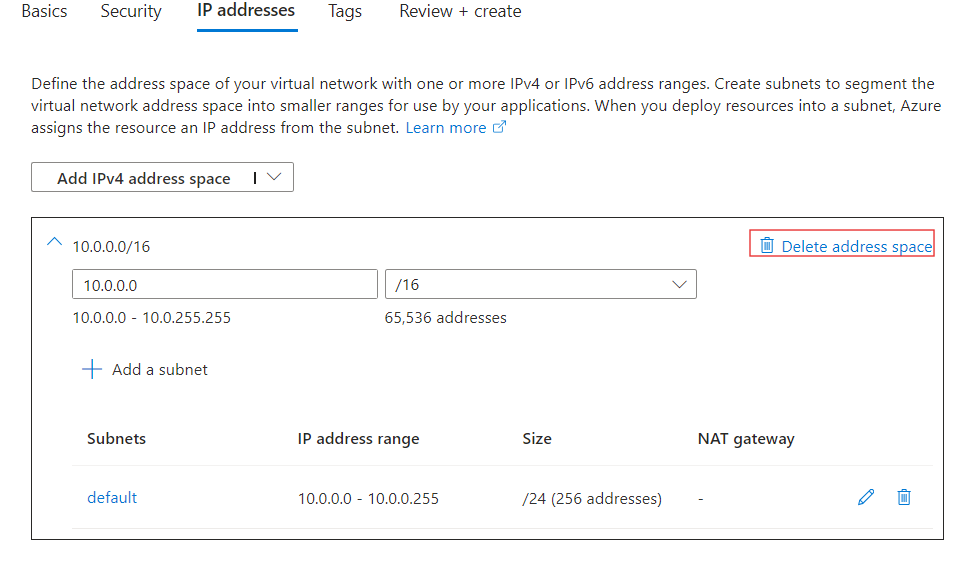 Basics Security IP addresses Tags Review + create
Define the address space of your virtual network with one or more IPv4 or IPv6 address ranges. Create subnets to segment the
virtual network address space into smaller ranges for use by your applications. When you deploy resources into a subnet, Azure
assigns the resource an IP address from the subnet. Learn more
Add IPv4 address space
10.0.0.0/16 Delete address space
10.0.0.0 /16
10.0.0.0 - 10.0.255.255 65,536 addresses
Add a subnet
Subnets IP address range Size NAT gateway
default 10.0.0.0 - 10.0.0.255 /24 (256 addresses) -